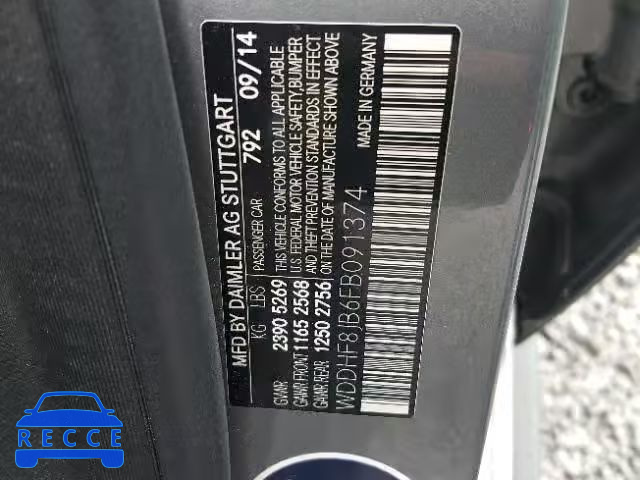 MFD BY DAIMLER AG STUTTGART
792 09/14
KG LBS PASSENGER CAR
GVWR 2390 5269 THIS VEHICLE CONFORMS TO ALL APPLICABLE
GAWR FRONT 1165 2568 U.S. FEDERAL MOTOR VEHICLE SAFETY,BUMPER
AND THEFT PREVENTION STANDARDS IN EFFECT
GAWR REAR 1250 2756 ON THE DATE OF MANUFACTURE SHOWN ABOVE
WDDHF8JB6FB091374 MADE IN GERMANY
RECCE